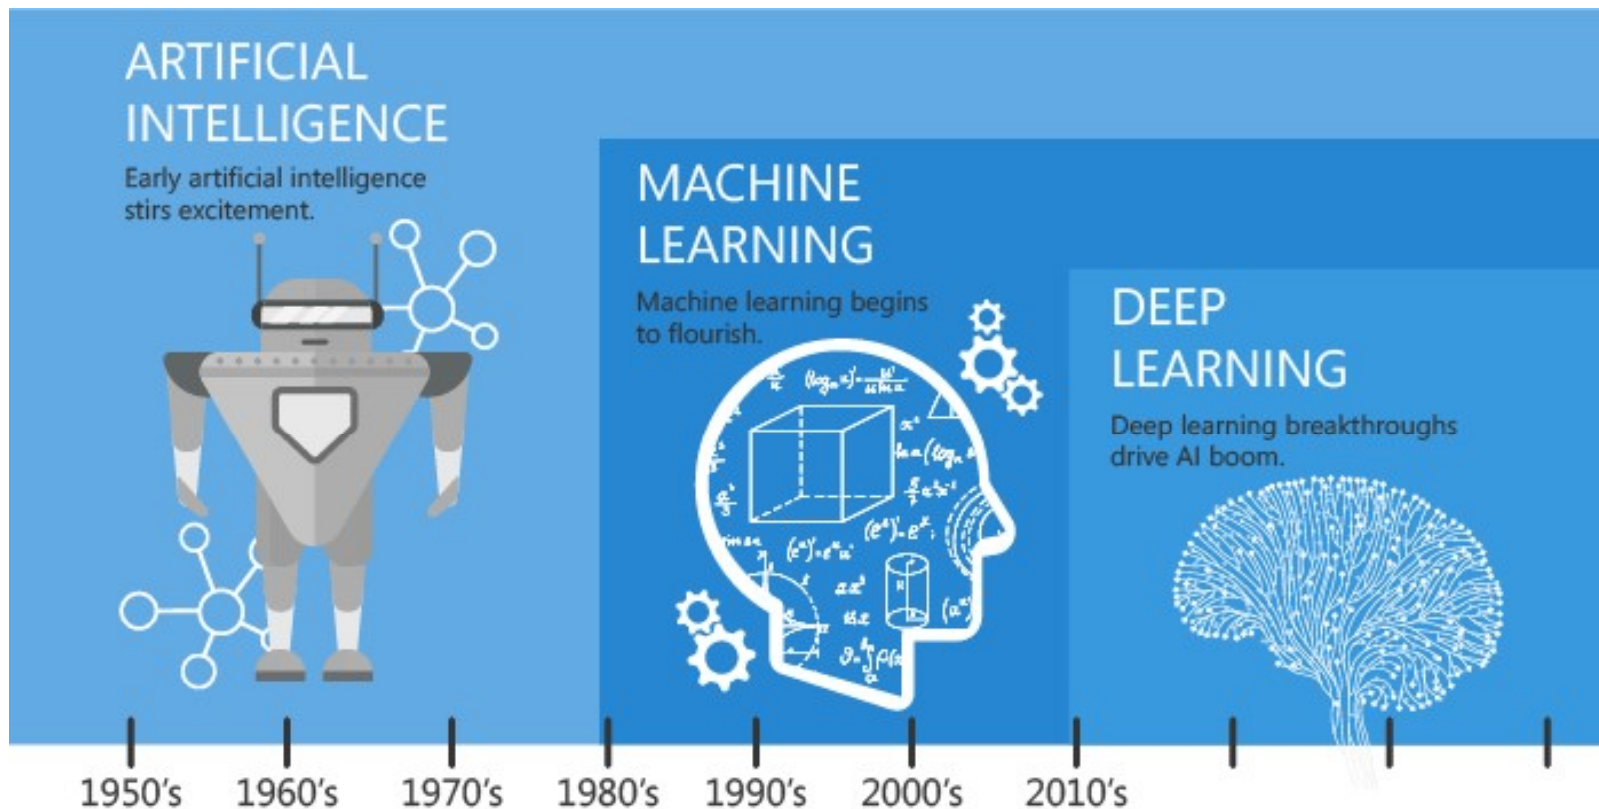 ARTIFICIAL
INTELLIGENCE
Early artificial intelligence
stirs excitement.
MACHINE
LEARNING
Machine learning begins
to flourish.
DEEP
LEARNING
Deep learning breakthroughs
drive AI boom.
1950's 1960's 1970's 1980's 1990's 2000's 2010's